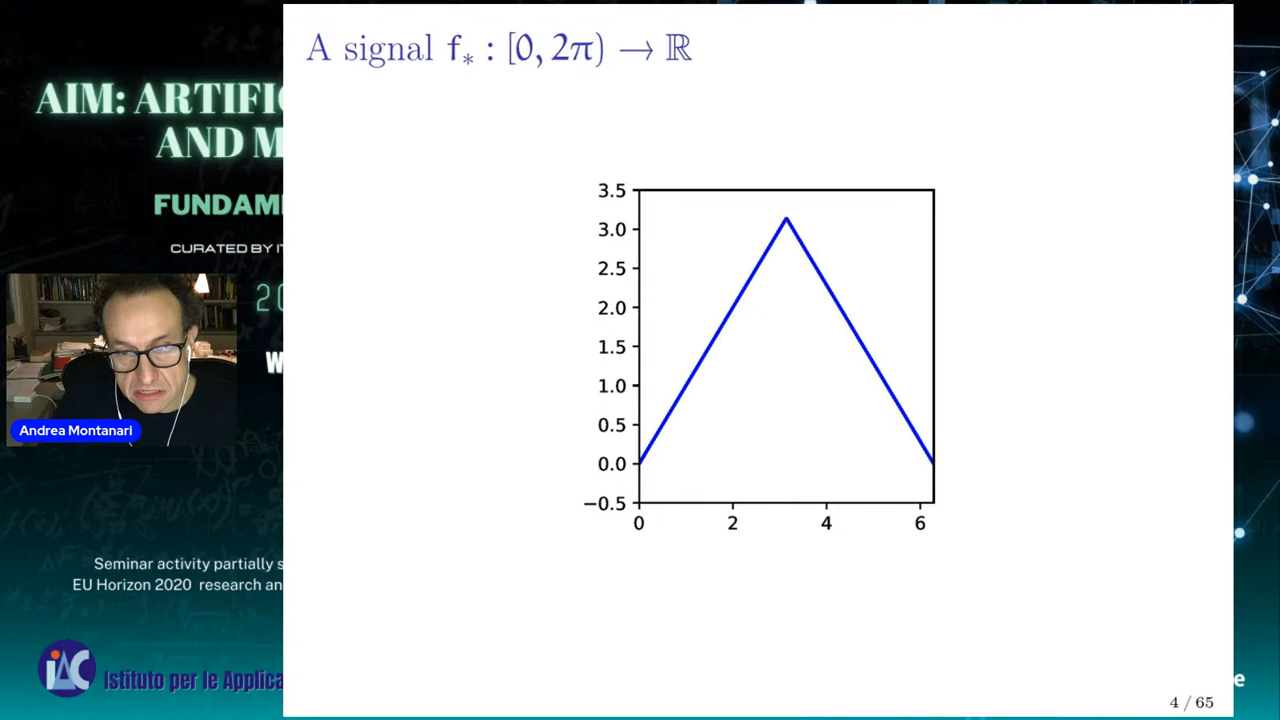 A signal f∗ : [0, 2π) → ℝ
AIM: ARTIFIC
AND M
FUNDAM
CURATED BY IT
20
W
Andrea Montanari
3.5
3.0
2.5
2.0
1.5
1.0
0.5
0.0
−0.5
0 2 4 6
Seminar activity partially s
EU Horizon 2020 research an
iAC
Istituto per le Applica
e
4 / 65